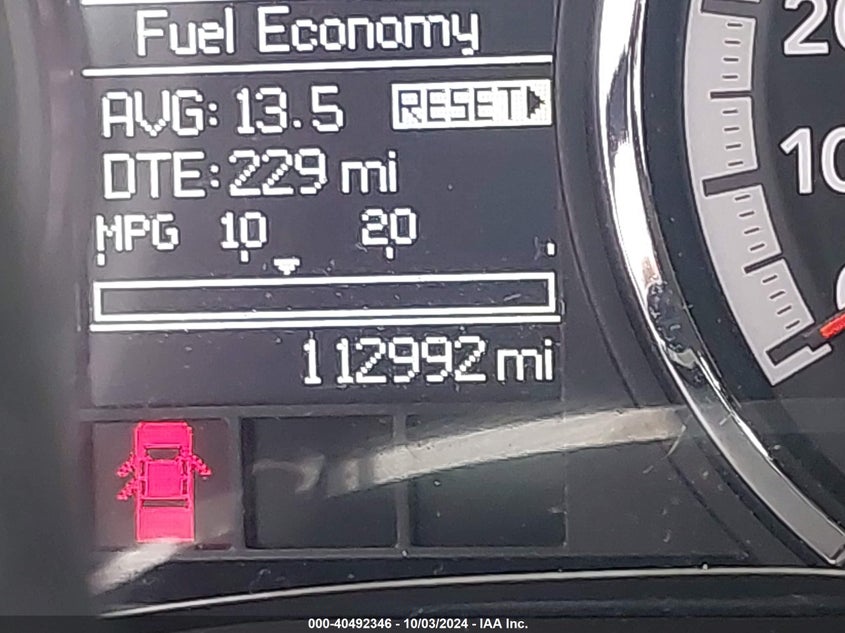 Fuel Economy
AVG: 13.5 RESET
DTE: 229 mi
MPG 10 20
112992 mi
10
000-40492346 - 10/03/2024 - IAA Inc.